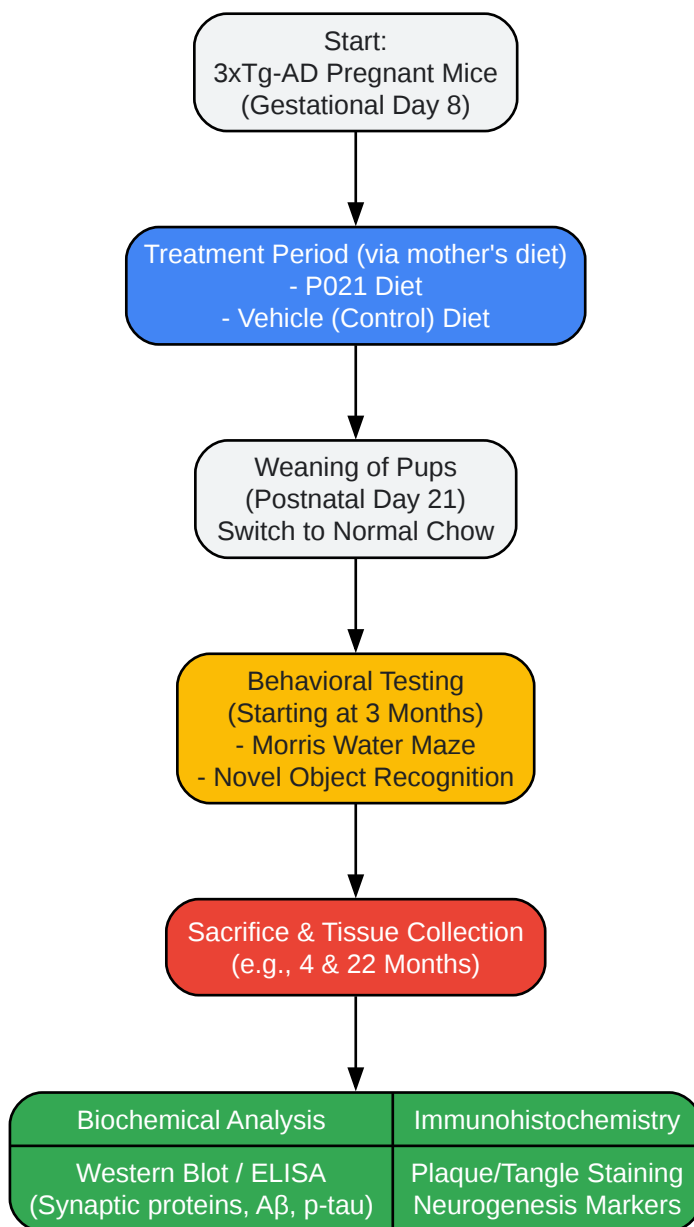 Start:
3xTg-AD Pregnant Mice
(Gestational Day 8)
Treatment Period (via mother's diet)
- P021 Diet
- Vehicle (Control) Diet
Weaning of Pups
(Postnatal Day 21)
Switch to Normal Chow
Behavioral Testing
(Starting at 3 Months)
- Morris Water Maze
- Novel Object Recognition
Sacrifice & Tissue Collection
(e.g., 4 & 22 Months)
Biochemical Analysis
Immunohistochemistry
Western Blot / ELISA
(Synaptic proteins, Aβ, p-tau)
Plaque/Tangle Staining
Neurogenesis Markers